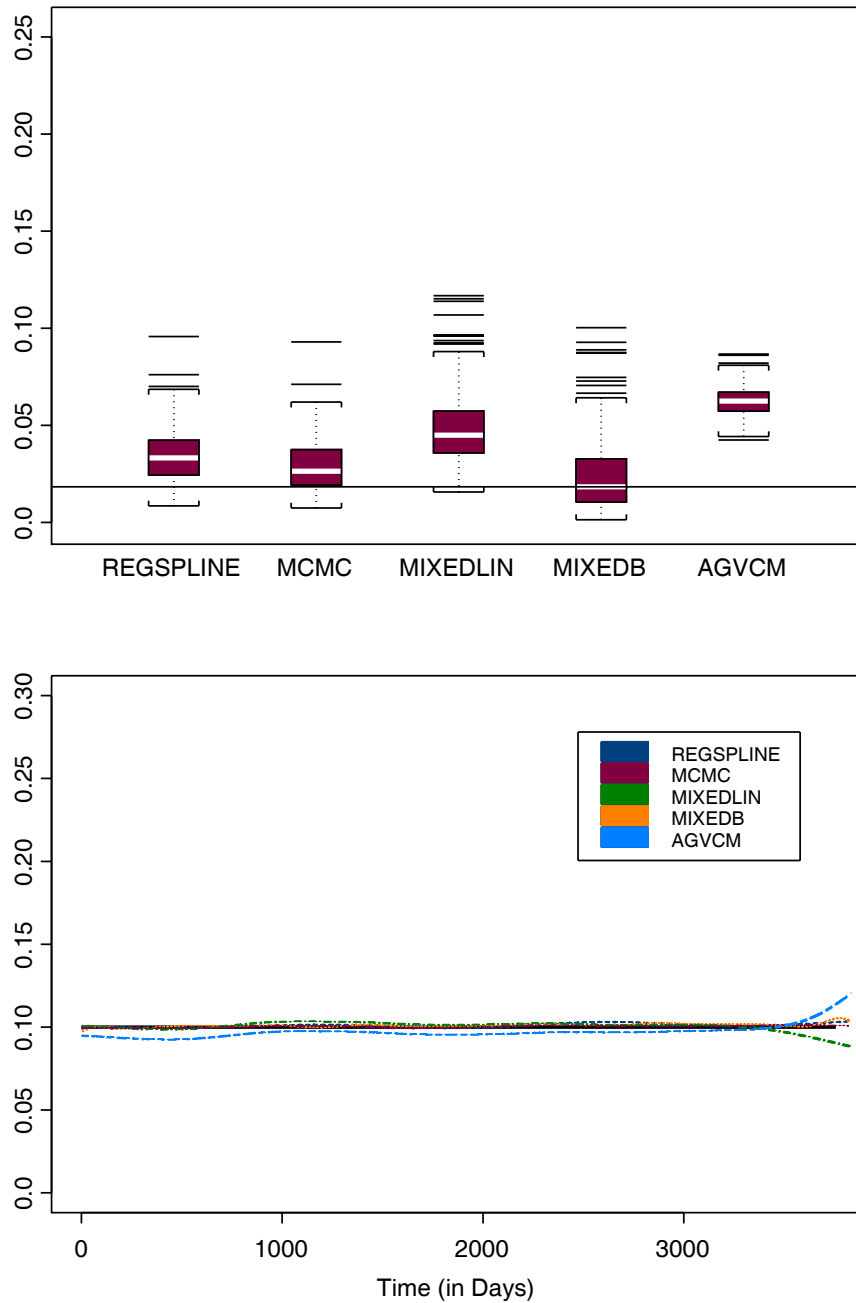 0.25
0.20
0.15
0.10
0.05
0.0
REGSPLINE MCMC MIXEDLIN MIXEDB AGVCM
0.30
0.25
0.20
0.15
0.10
0.05
0.0
REGSPLINE
MCMC
MIXEDLIN
MIXEDB
AGVCM
0 1000 2000 3000
Time (in Days)